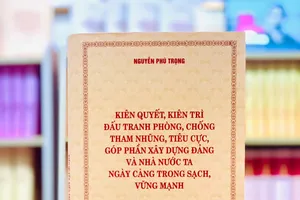 NGUYỄN PHÚ TRỌNG
KIÊN QUYẾT, KIÊN TRÌ
ĐẤU TRANH PHÒNG, CHỐNG
THAM NHŨNG, TIÊU CỰC,
GÓP PHẦN XÂY DỰNG ĐẢNG
VÀ NHÀ NƯỚC TA
NGÀY CÀNG TRONG SẠCH,
VỮNG MẠNH